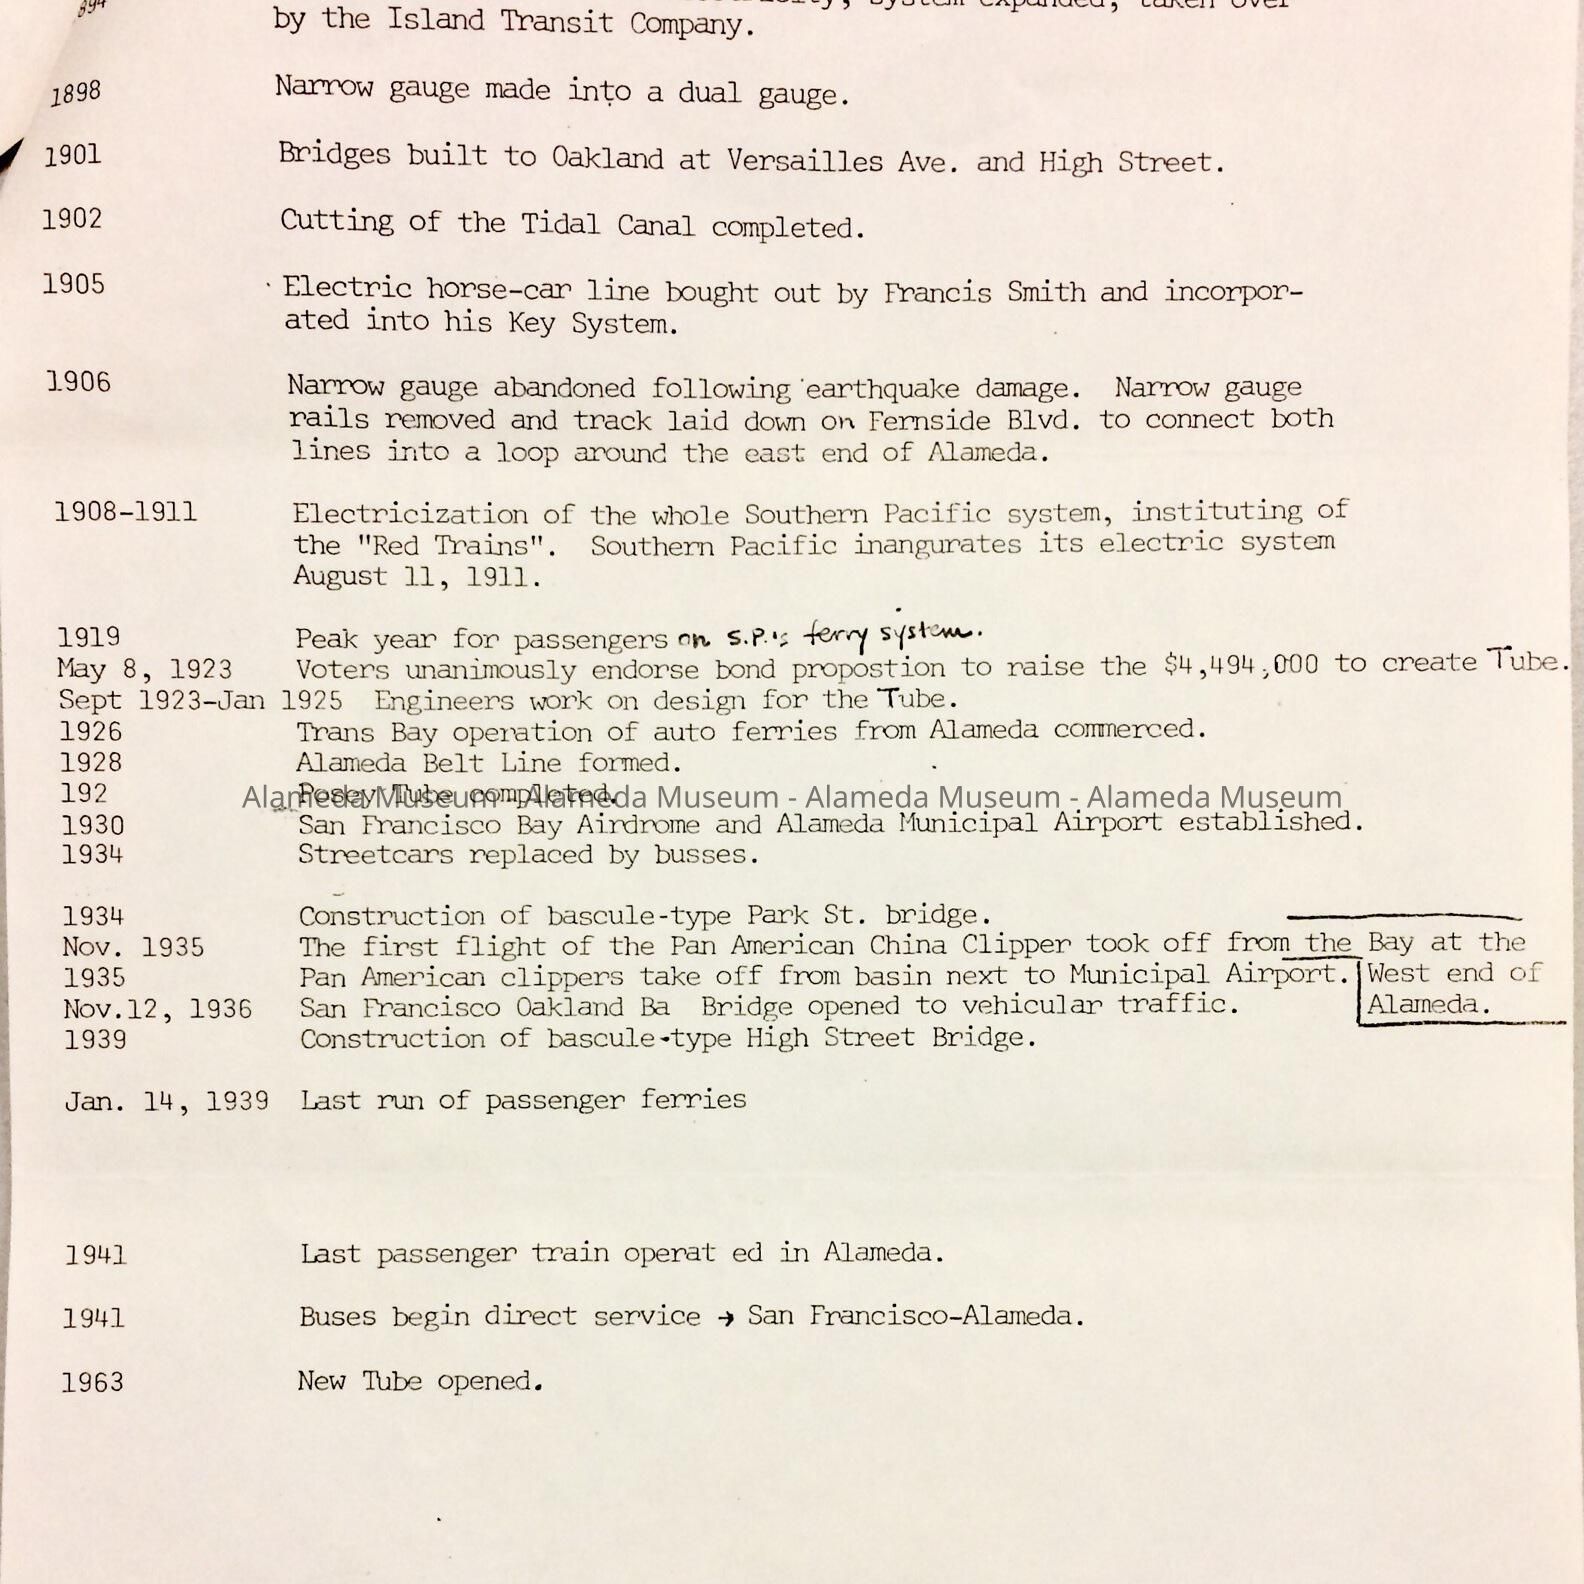 894
system expanded, taken over
by the Island Transit Company.
1898 Narrow gauge made into a dual gauge.
1901 Bridges built to Oakland at Versailles Ave. and High Street.
1902 Cutting of the Tidal Canal completed.
1905 Electric horse-car line bought out by Francis Smith and incorpor-
ated into his Key System.
1906 Narrow gauge abandoned following earthquake damage. Narrow gauge
rails removed and track laid down on Fernside Blvd. to connect both
lines into a loop around the east end of Alameda.
1908-1911 Electricization of the whole Southern Pacific system, instituting of
the "Red Trains". Southern Pacific inangurates its electric system
August 11, 1911.
1919 Peak year for passengers on S.P.'s ferry system.
May 8, 1923 Voters unanimously endorse bond propostion to raise the $4,494,000 to create Tube.
Sept 1923-Jan 1925 Engineers work on design for the Tube.
1926 Trans Bay operation of auto ferries from Alameda commerced.
1928 Alameda Belt Line formed.
192 Posey Tube completed.
Alameda Museum - Alameda Museum - Alameda Museum - Alameda Museum
1930 San Francisco Bay Airdrome and Alameda Municipal Airport established.
1934 Streetcars replaced by busses.
1934 Construction of bascule-type Park St. bridge.
Nov. 1935 The first flight of the Pan American China Clipper took off from the Bay at the
1935 Pan American clippers take off from basin next to Municipal Airport. West end of
Nov.12, 1936 San Francisco Oakland Ba Bridge opened to vehicular traffic. Alameda.
1939 Construction of bascule-type High Street Bridge.
Jan. 14, 1939 Last run of passenger ferries
1941 Last passenger train operat ed in Alameda.
1941 Buses begin direct service → San Francisco-Alameda.
1963 New Tube opened.